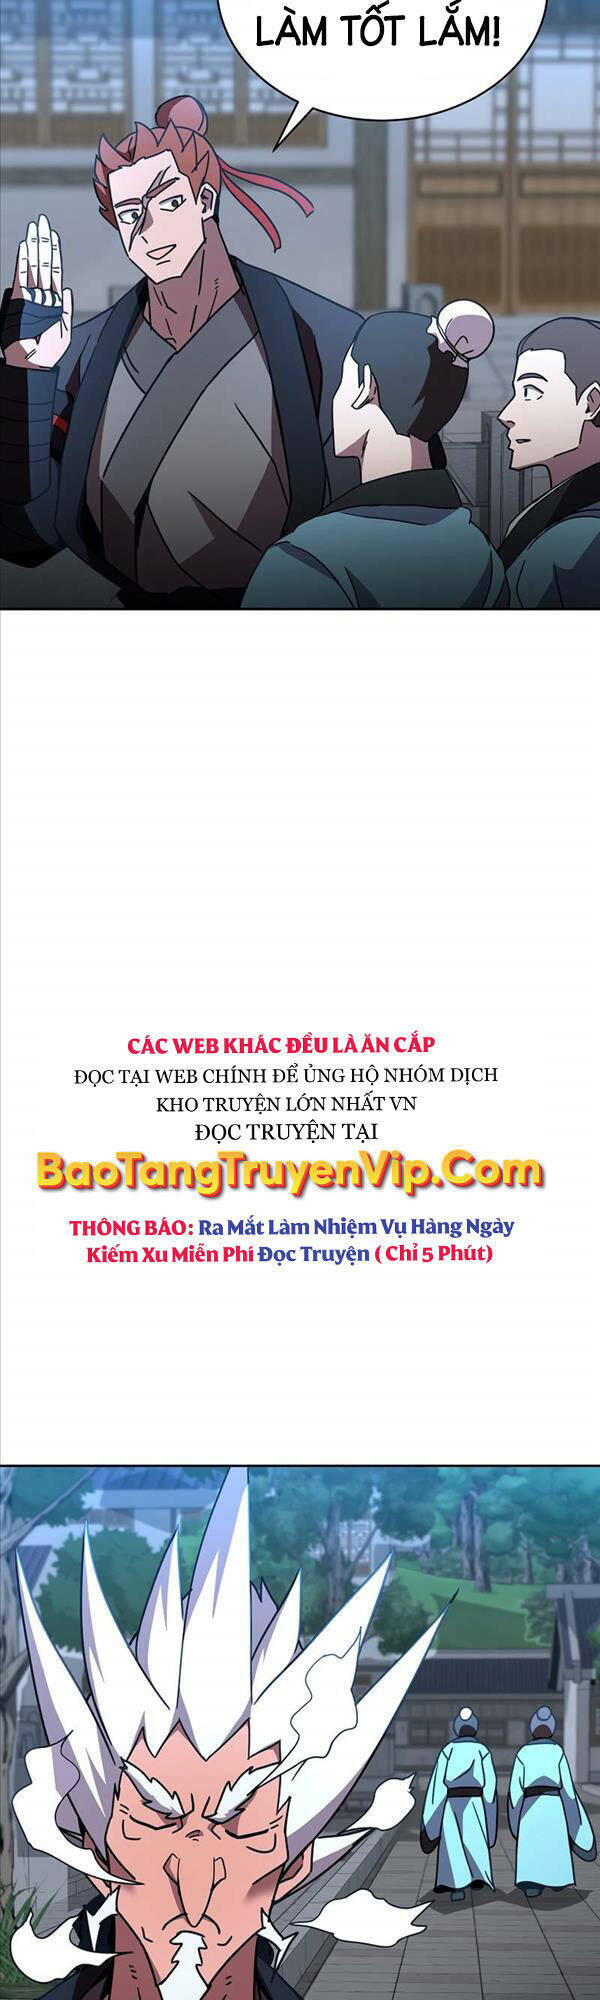 LÀM TỐT LẮM!
CÁC WEB KHÁC ĐỀU LÀ ĂN CẮP
ĐỌC TẠI WEB CHÍNH ĐỂ ỦNG HỘ NHÓM DỊCH
KHO TRUYỆN LỚN NHẤT VN
ĐỌC TRUYỆN TẠI
BaoTangTruyenVip.Com
THÔNG BÁO: Ra Mắt Làm Nhiệm Vụ Hàng Ngày
Kiếm Xu Miễn Phí Đọc Truyện ( Chỉ 5 Phút)